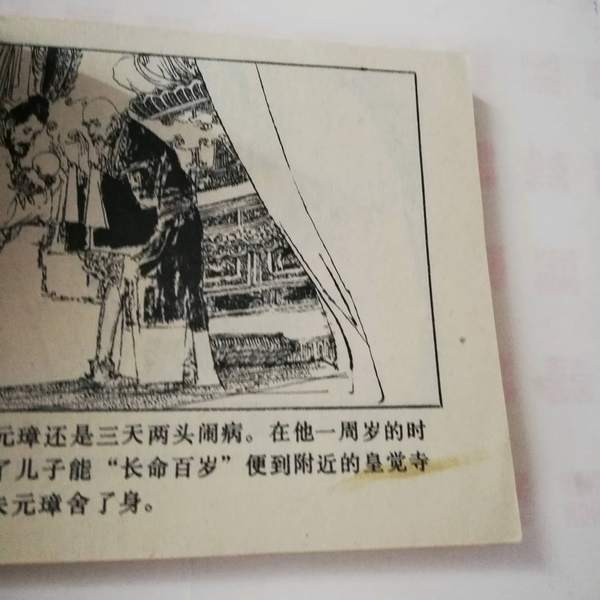 元璋还是三天两头闹病。在他一周岁的时
了儿子能“长命百岁”便到附近的皇觉寺
朱元璋舍了身。